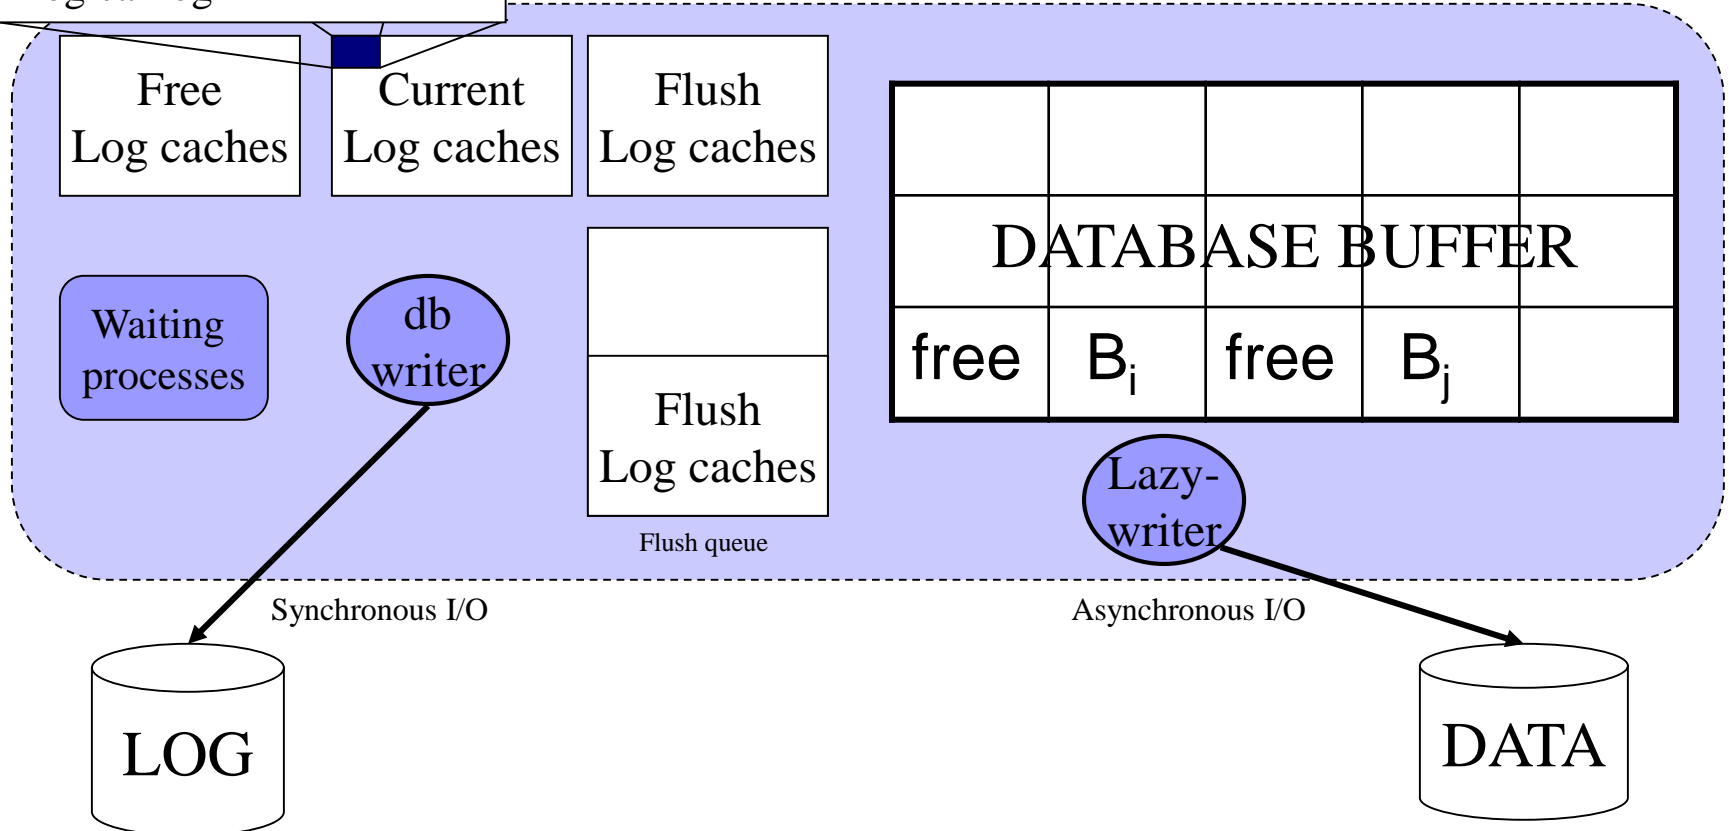 Free
Log caches
Current
Log caches
Flush
Log caches
DATABASE BUFFER
free Bi free Bj
Waiting
processes
db
writer
Flush
Log caches
Flush queue
Lazy-
writer
Synchronous I/O
Asynchronous I/O
LOG
DATA